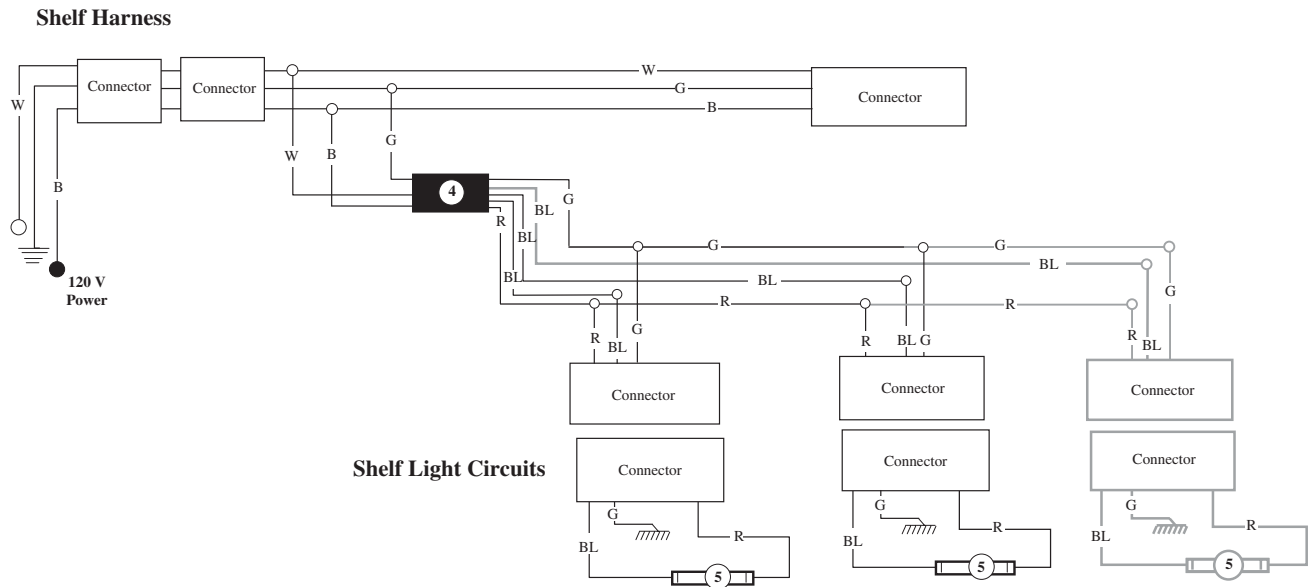 Shelf Harness
Connector
Connector
Connector
W
G
B
W
B
W
B
G
4
120 V
Power
R
BL
BL
BL
G
G
G
BL
BL
R
R
G
R
BL
G
R
BL
G
R
BL
Connector
Connector
Connector
Shelf Light Circuits
Connector
Connector
Connector
G
BL
R
5
G
BL
R
5
G
BL
R
5